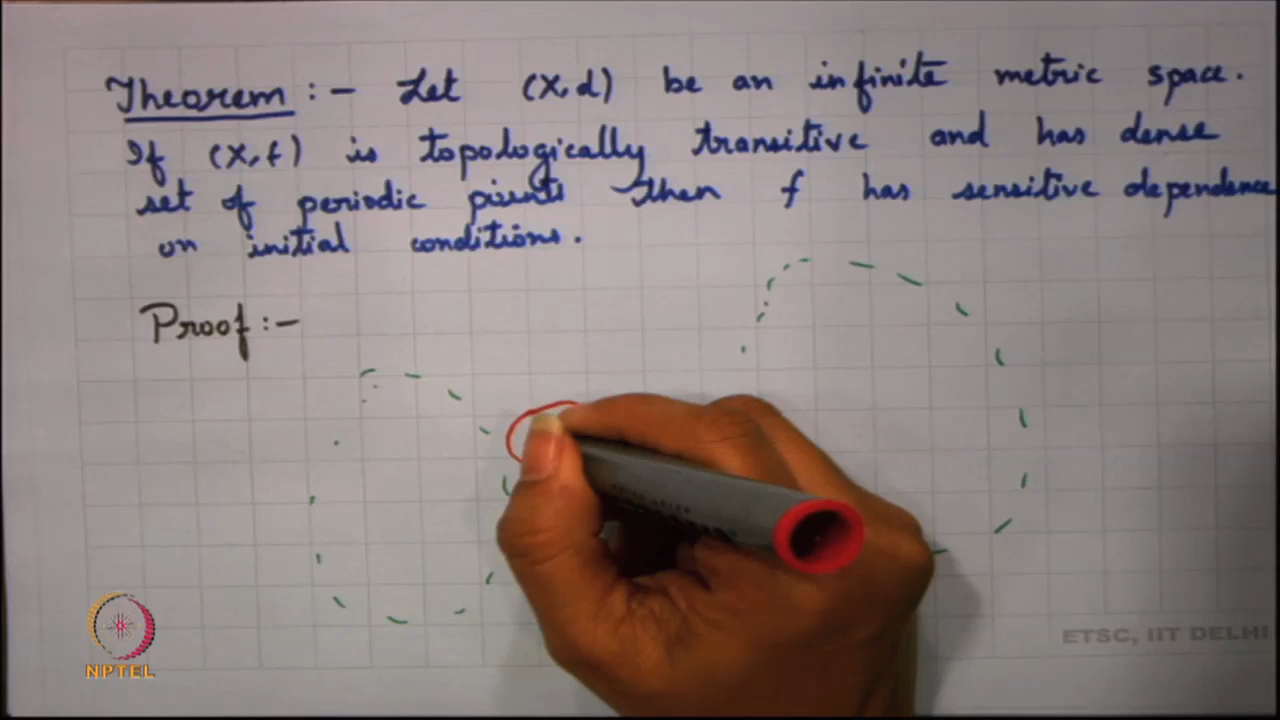 Theorem :- Let (X,d) be an infinite metric space.
If (X,f) is topologically transitive and has dense
set of periodic points then f has sensitive dependence
on initial conditions.
Proof :-
ETSC, IIT DELHI
NPTEL